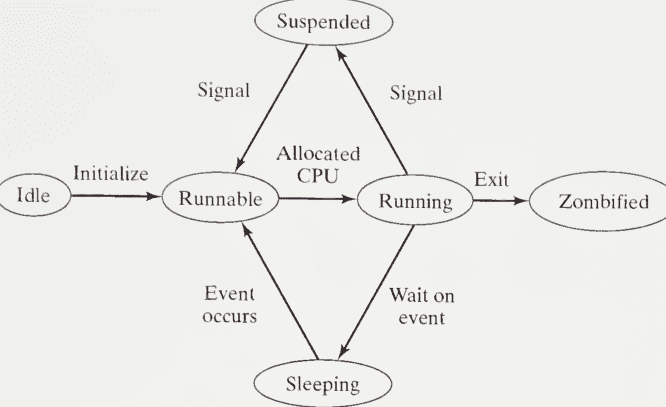 Suspended
Signal
Signal
Allocated
CPU
Initialize
Exit
Idle
Runnable
Running
Zombified
Event
occurs
Wait on
event
Sleeping